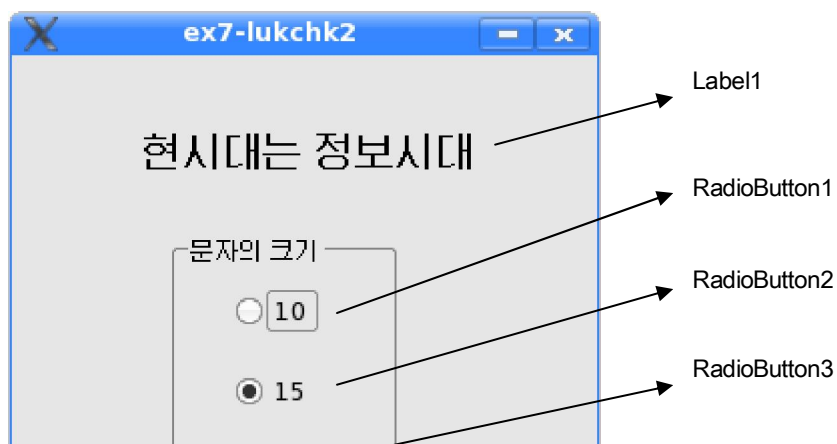 ex7-lukchk2
Label1
현시대는 정보시대
RadioButton1
문자의 크기
RadioButton2
10
RadioButton3
15